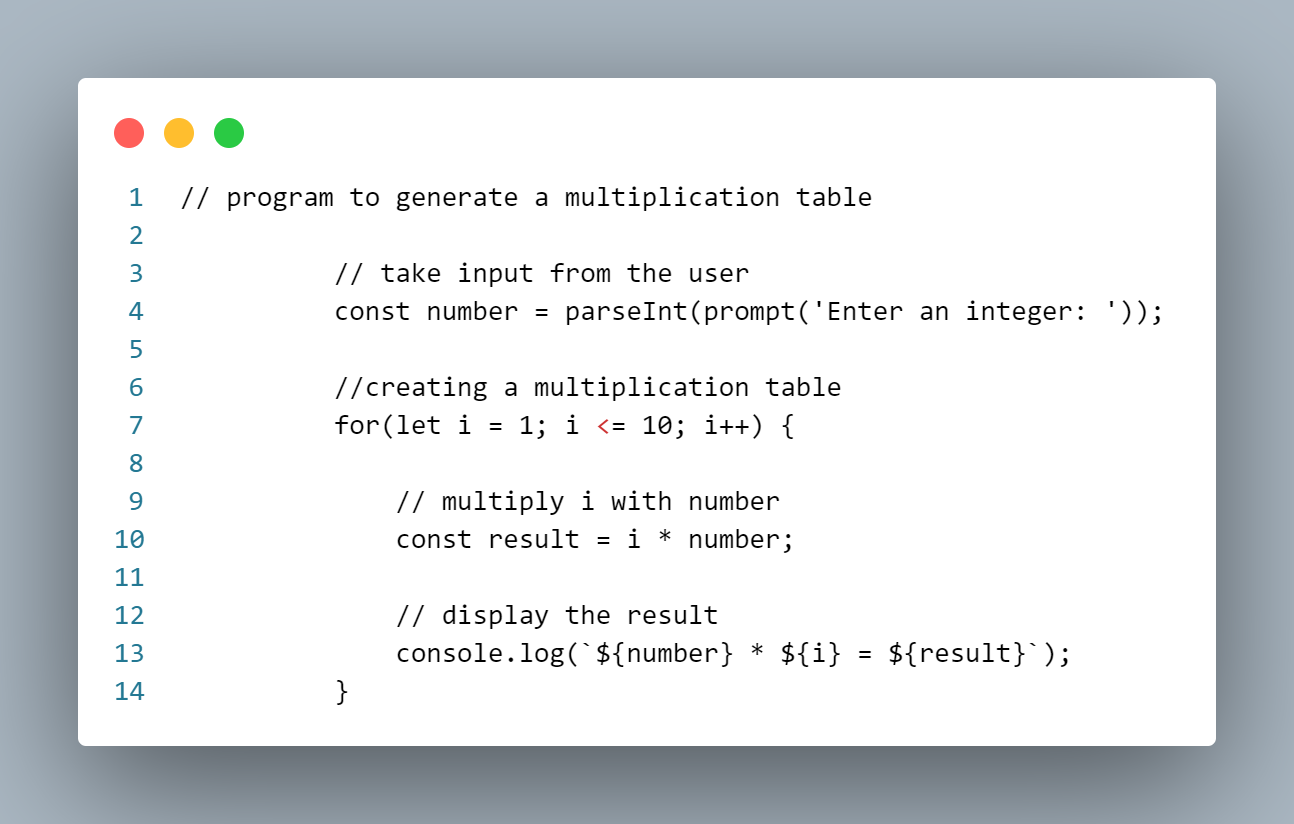 1 // program to generate a multiplication table
2
3 // take input from the user
4 const number = parseInt(prompt('Enter an integer: '));
5
6 //creating a multiplication table
7 for(let i = 1; i <= 10; i++) {
8
9 // multiply i with number
10 const result = i * number;
11
12 // display the result
13 console.log(`${number} * ${i} = ${result}`);
14 }